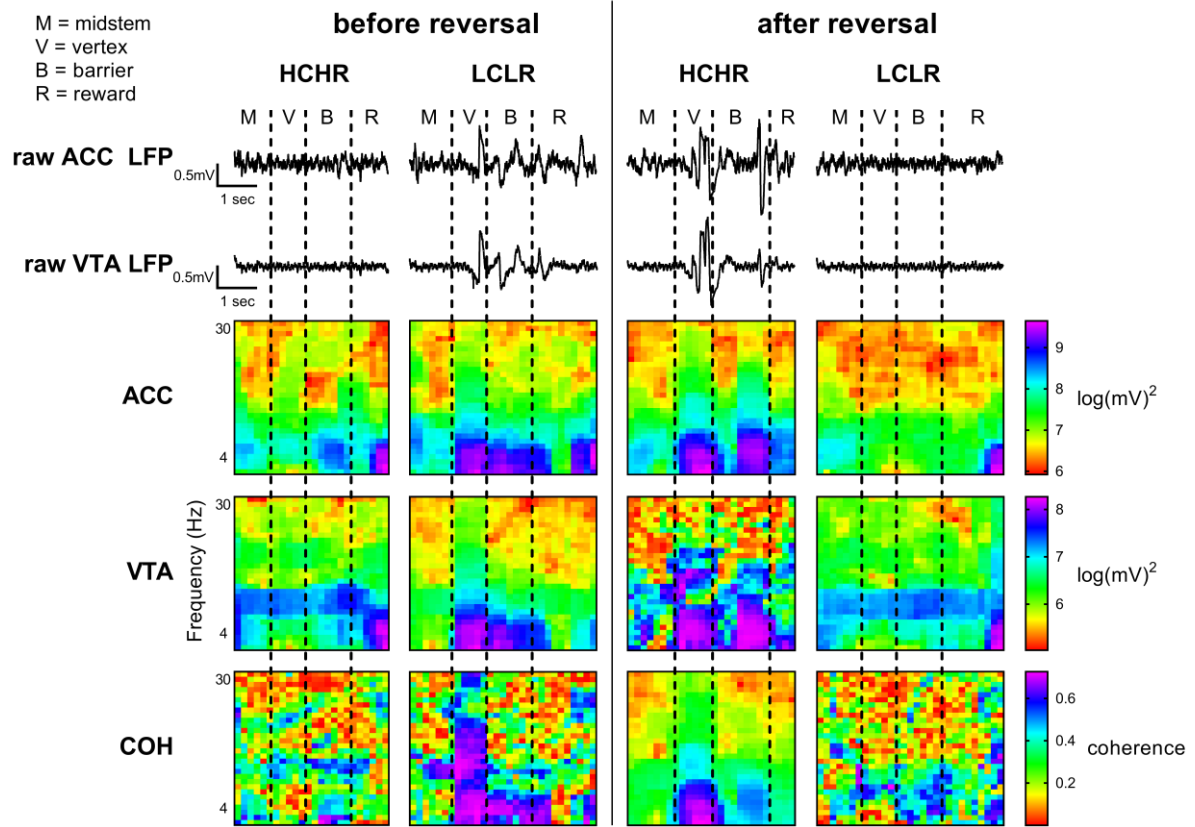 M = midstem
V = vertex
B = barrier
R = reward
before reversal
after reversal
HCHR
LCLR
HCHR
LCLR
M V B R
M V B R
M V B R
M V B R
raw ACC LFP
0.5mV
1 sec
raw VTA LFP
0.5mV
1 sec
ACC
30
4
9
8
7
6
log(mV)2
VTA
Frequency (Hz)
30
4
8
7
6
log(mV)2
COH
30
4
0.6
0.4
0.2
coherence